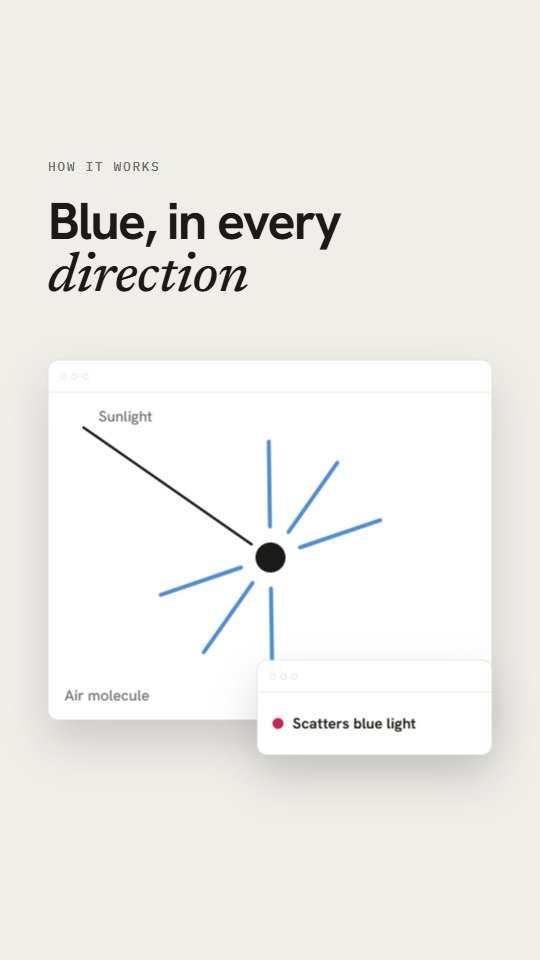 HOW IT WORKS
Blue, in every
direction
Sunlight
Air molecule
Scatters blue light